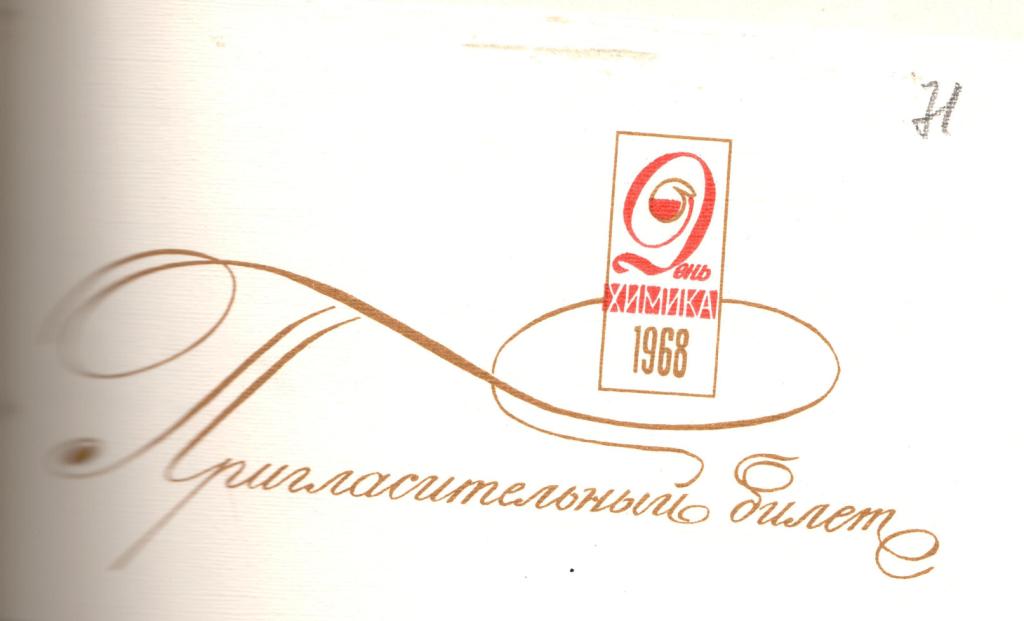 День
ХИМИКА
1968
Пригласительный билет